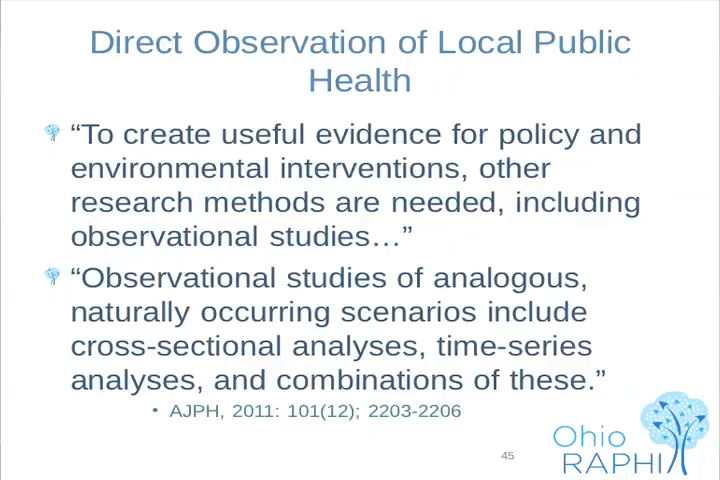 Direct Observation of Local Public
Health
“To create useful evidence for policy and
environmental interventions, other
research methods are needed, including
observational studies…”
“Observational studies of analogous,
naturally occurring scenarios include
cross-sectional analyses, time-series
analyses, and combinations of these.”
• AJPH, 2011: 101(12); 2203-2206
45
Ohio
RAPHI